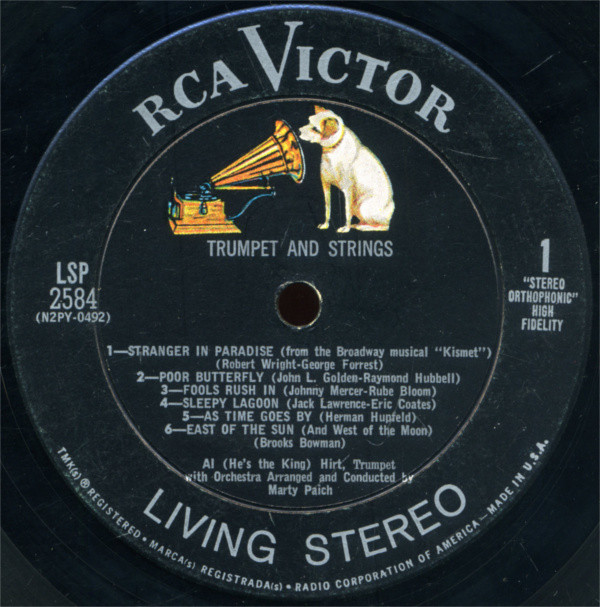 RCA VICTOR
TRUMPET AND STRINGS
LSP
2584
(N2PY-0492)
1
"STEREO
ORTHOPHONIC"
HIGH
FIDELITY
1—STRANGER IN PARADISE (from the Broadway musical "Kismet")
(Robert Wright-George Forrest)
2—POOR BUTTERFLY (John L. Golden-Raymond Hubbell)
3—FOOLS RUSH IN (Johnny Mercer-Rube Bloom)
4—SLEEPY LAGOON (Jack Lawrence-Eric Coates)
5—AS TIME GOES BY (Herman Hupfeld)
6—EAST OF THE SUN (And West of the Moon)
(Brooks Bowman)
Al (He's the King) Hirt, Trumpet
with Orchestra Arranged and Conducted by
Marty Paich
LIVING STEREO
TMK(s) ® REGISTERED • MARCA(s) REGISTRADA(s) • RADIO CORPORATION OF AMERICA—MADE IN U.S.A.